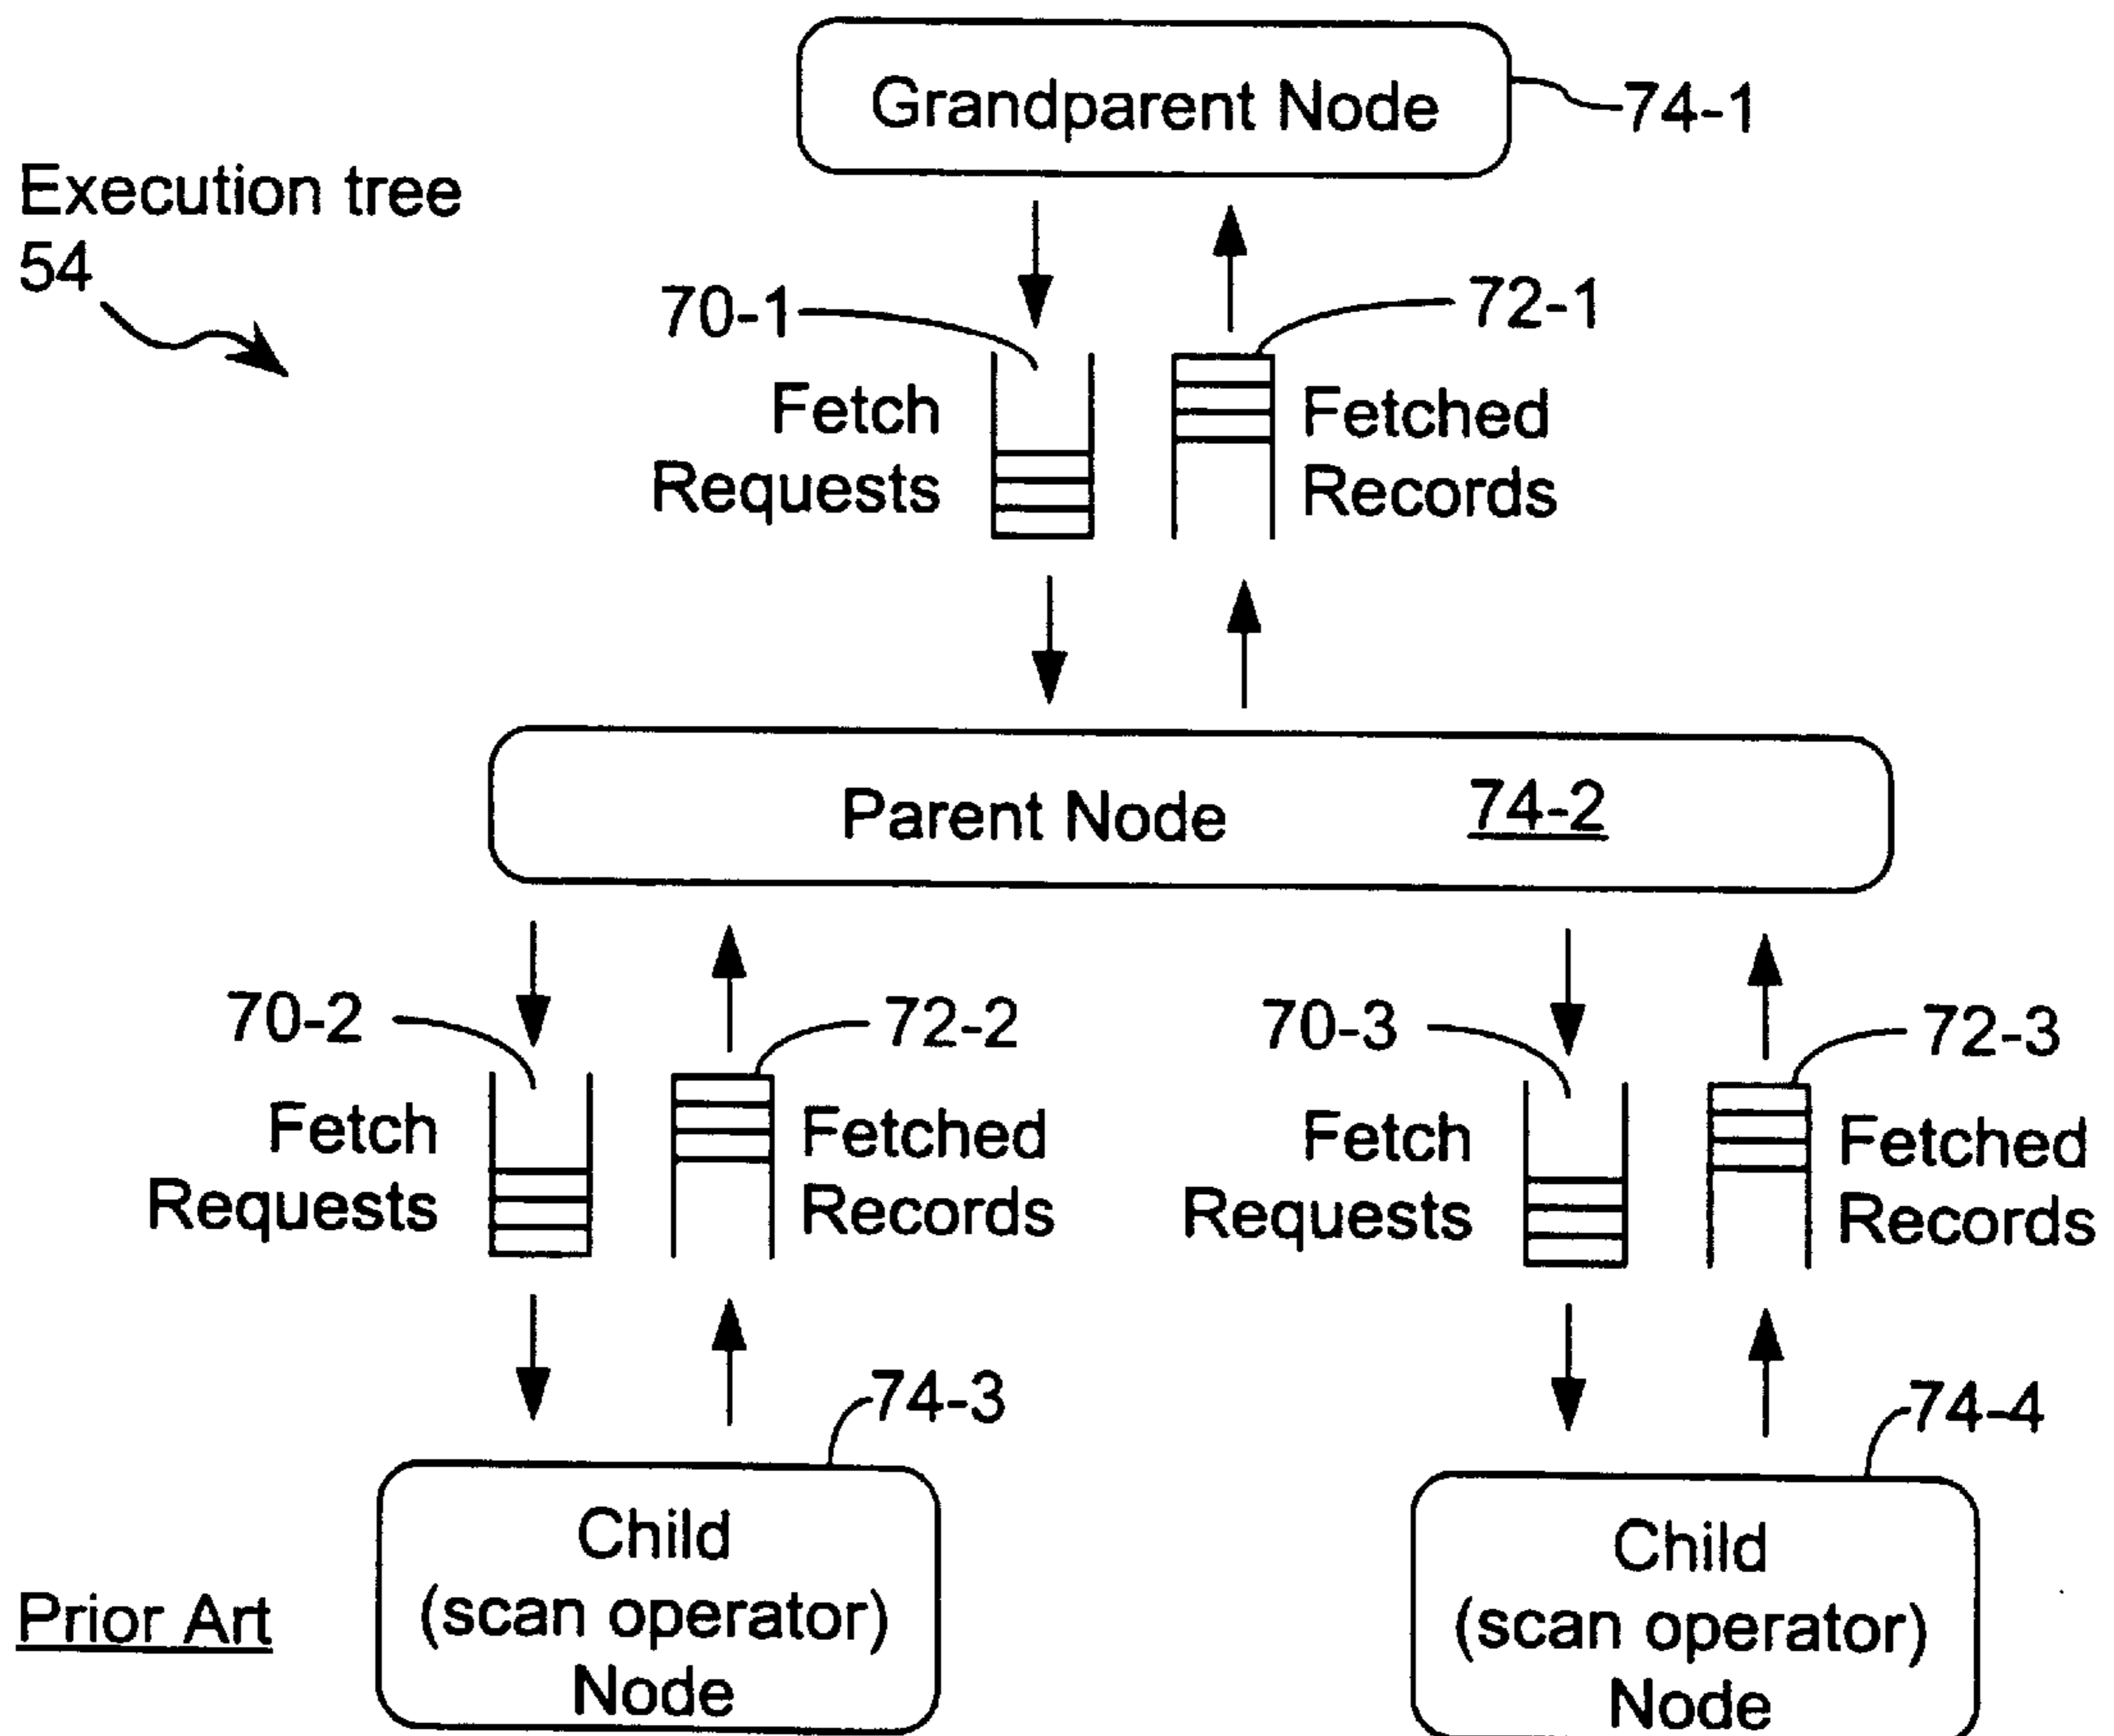 Grandparent Node
74-1
Execution tree
54
70-1
72-1
Fetch
Requests
Fetched
Records
Parent Node 74-2
70-2
72-2
70-3
72-3
Fetch
Requests
Fetched
Records
Fetch
Requests
Fetched
Records
74-3
74-4
Child
(scan operator)
Node
Child
(scan operator)
Node
Prior Art